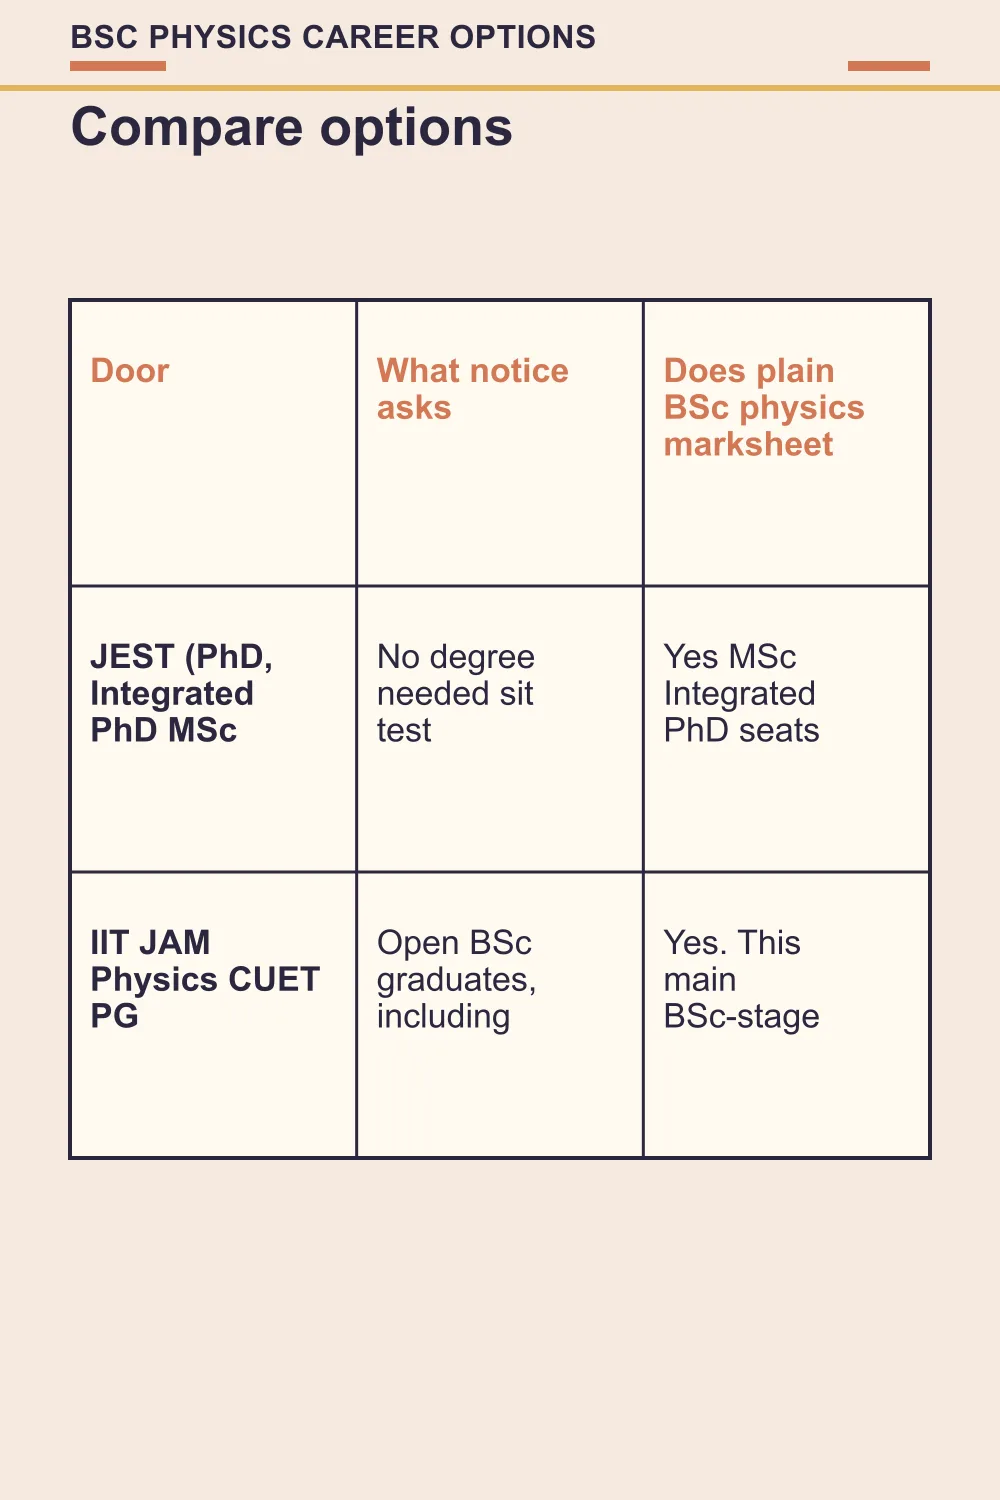 BSC PHYSICS CAREER OPTIONS
Compare options
Door
What notice
asks
Does plain
BSc physics
marksheet
JEST (PhD,
Integrated
PhD MSc
No degree
needed sit
test
Yes MSc
Integrated
PhD seats
IIT JAM
Physics CUET
PG
Open BSc
graduates,
including
Yes. This
main
BSc-stage